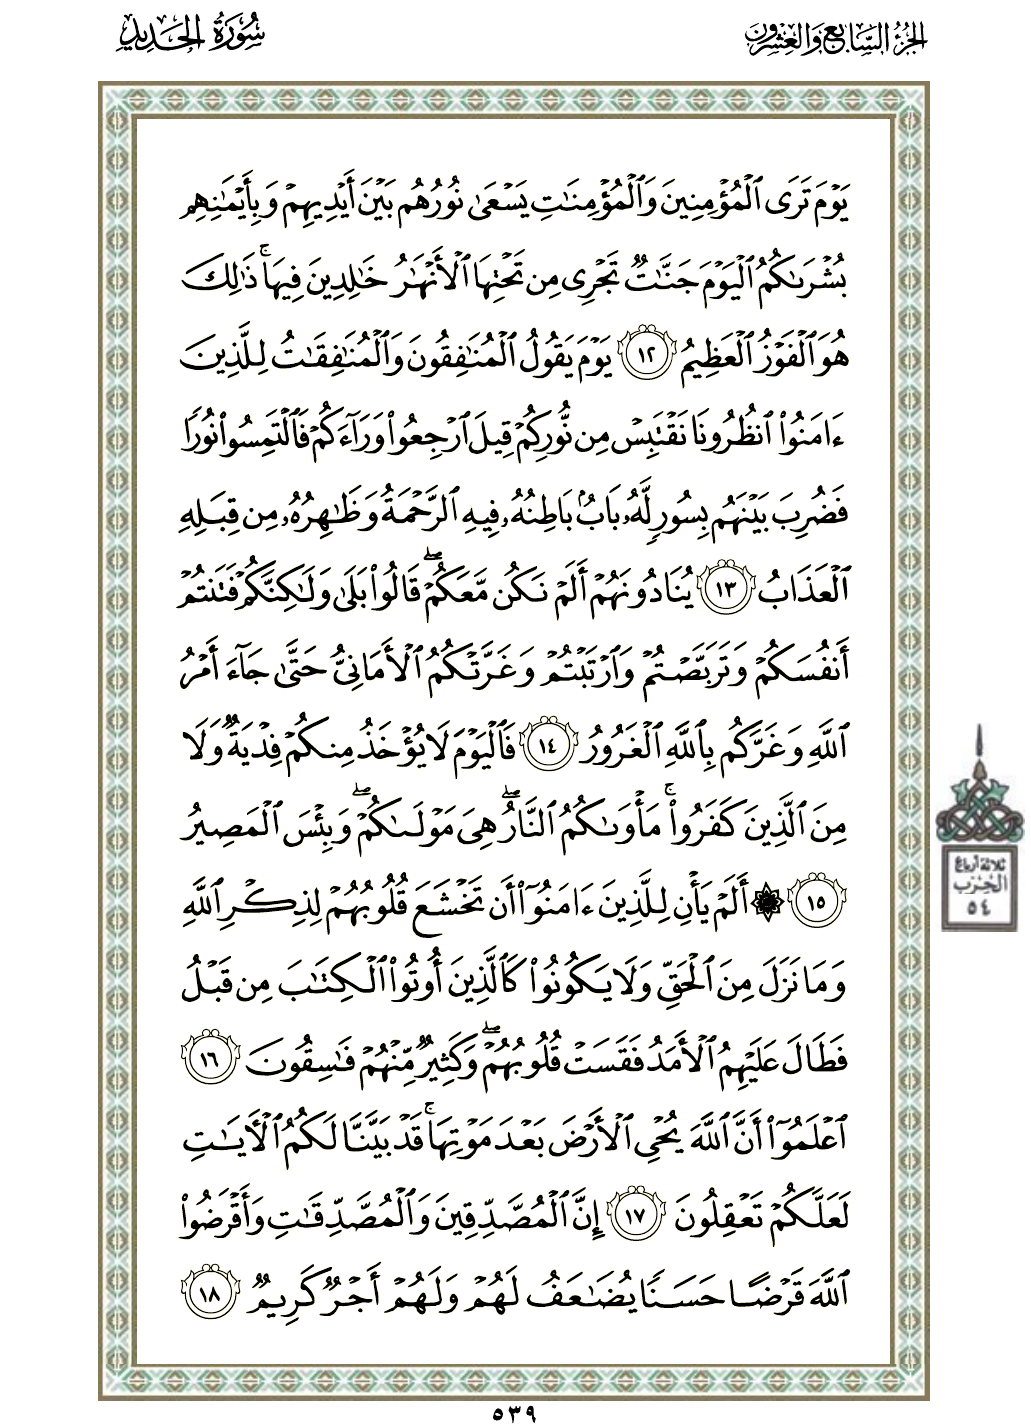 الجزء السابع والعشرون
سورة الحديد
يَوْمَ تَرَى ٱلْمُؤْمِنِينَ وَٱلْمُؤْمِنَٰتِ يَسْعَىٰ نُورُهُم بَيْنَ أَيْدِيهِمْ وَبِأَيْمَٰنِهِم
بُشْرَىٰكُمُ ٱلْيَوْمَ جَنَّٰتٌ تَجْرِى مِن تَحْتِهَا ٱلْأَنْهَٰرُ خَٰلِدِينَ فِيهَا ۚ ذَٰلِكَ
هُوَ ٱلْفَوْزُ ٱلْعَظِيمُ ١٢ يَوْمَ يَقُولُ ٱلْمُنَٰفِقُونَ وَٱلْمُنَٰفِقَٰتُ لِلَّذِينَ
ءَامَنُوا۟ ٱنظُرُونَا نَقْتَبِسْ مِن نُّورِكُمْ قِيلَ ٱرْجِعُوا۟ وَرَآءَكُمْ فَٱلْتَمِسُوا۟ نُورًا
فَضُرِبَ بَيْنَهُم بِسُورٍ لَّهُۥ بَابٌۢ بَاطِنُهُۥ فِيهِ ٱلرَّحْمَةُ وَظَٰهِرُهُۥ مِن قِبَلِهِ
ٱلْعَذَابُ ١٣ يُنَادُونَهُمْ أَلَمْ نَكُن مَّعَكُمْ ۖ قَالُوا۟ بَلَىٰ وَلَٰكِنَّكُمْ فَتَنتُمْ
أَنفُسَكُمْ وَتَرَبَّصْتُمْ وَٱرْتَبْتُمْ وَغَرَّتْكُمُ ٱلْأَمَانِىُّ حَتَّىٰ جَآءَ أَمْرُ
ٱللَّهِ وَغَرَّكُم بِٱللَّهِ ٱلْغَرُورُ ١٤ فَٱلْيَوْمَ لَا يُؤْخَذُ مِنكُمْ فِدْيَةٌ وَلَا
مِنَ ٱلَّذِينَ كَفَرُوا۟ ۚ مَأْوَىٰكُمُ ٱلنَّارُ ۖ هِىَ مَوْلَىٰكُمْ ۖ وَبِئْسَ ٱلْمَصِيرُ
١٥ ۞ أَلَمْ يَأْنِ لِلَّذِينَ ءَامَنُوٓا۟ أَن تَخْشَعَ قُلُوبُهُمْ لِذِكْرِ ٱللَّهِ
وَمَا نَزَلَ مِنَ ٱلْحَقِّ وَلَا يَكُونُوا۟ كَٱلَّذِينَ أُوتُوا۟ ٱلْكِتَٰبَ مِن قَبْلُ
فَطَالَ عَلَيْهِمُ ٱلْأَمَدُ فَقَسَتْ قُلُوبُهُمْ ۖ وَكَثِيرٌ مِّنْهُمْ فَٰسِقُونَ ١٦
ٱعْلَمُوٓا۟ أَنَّ ٱللَّهَ يُحْىِ ٱلْأَرْضَ بَعْدَ مَوْتِهَا ۚ قَدْ بَيَّنَّا لَكُمُ ٱلْءَايَٰتِ
لَعَلَّكُمْ تَعْقِلُونَ ١٧ إِنَّ ٱلْمُصَّدِّقِينَ وَٱلْمُصَّدِّقَٰتِ وَأَقْرَضُوا۟
ٱللَّهَ قَرْضًا حَسَنًا يُضَٰعَفُ لَهُمْ وَلَهُمْ أَجْرٌ كَرِيمٌ ١٨
ثلاثة أرباع
الحزب
٥٤
٥٣٩